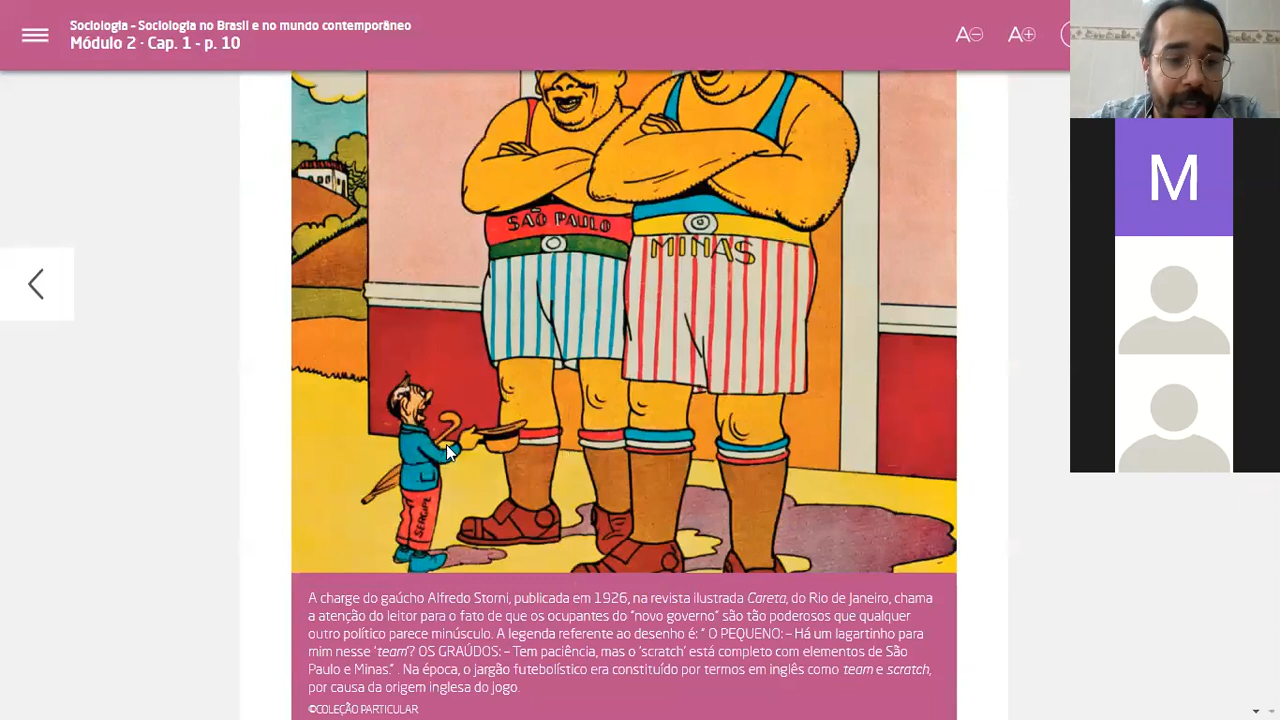 Sociologia - Sociologia no Brasil e no mundo contemporâneo
Módulo 2 · Cap. 1 - p. 10
A-
A+
M
SÃO PAULO
MINAS
SERGIPE
A charge do gaúcho Alfredo Storni, publicada em 1926, na revista ilustrada Careta, do Rio de Janeiro, chama
a atenção do leitor para o fato de que os ocupantes do "novo governo" são tão poderosos que qualquer
outro político parece minúsculo. A legenda referente ao desenho é: " O PEQUENO: – Há um lagartinho para
mim nesse 'team'? OS GRAÚDOS: – Tem paciência, mas o 'scratch' está completo com elementos de São
Paulo e Minas." . Na época, o jargão futebolístico era constituído por termos em inglês como team e scratch,
por causa da origem inglesa do jogo.
©COLEÇÃO PARTICULAR